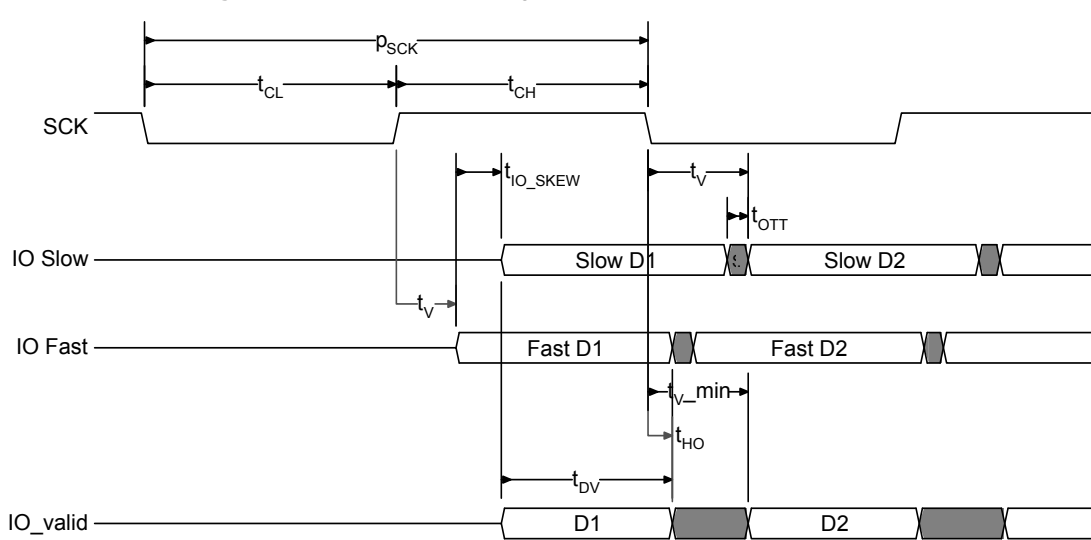 pSCK
tCL
tCH
SCK
tIO_SKEW
tV
tOTT
IO Slow
Slow D1
S.
Slow D2
tV
IO Fast
Fast D1
Fast D2
tV_min
tHO
tDV
IO_valid
D1
D2